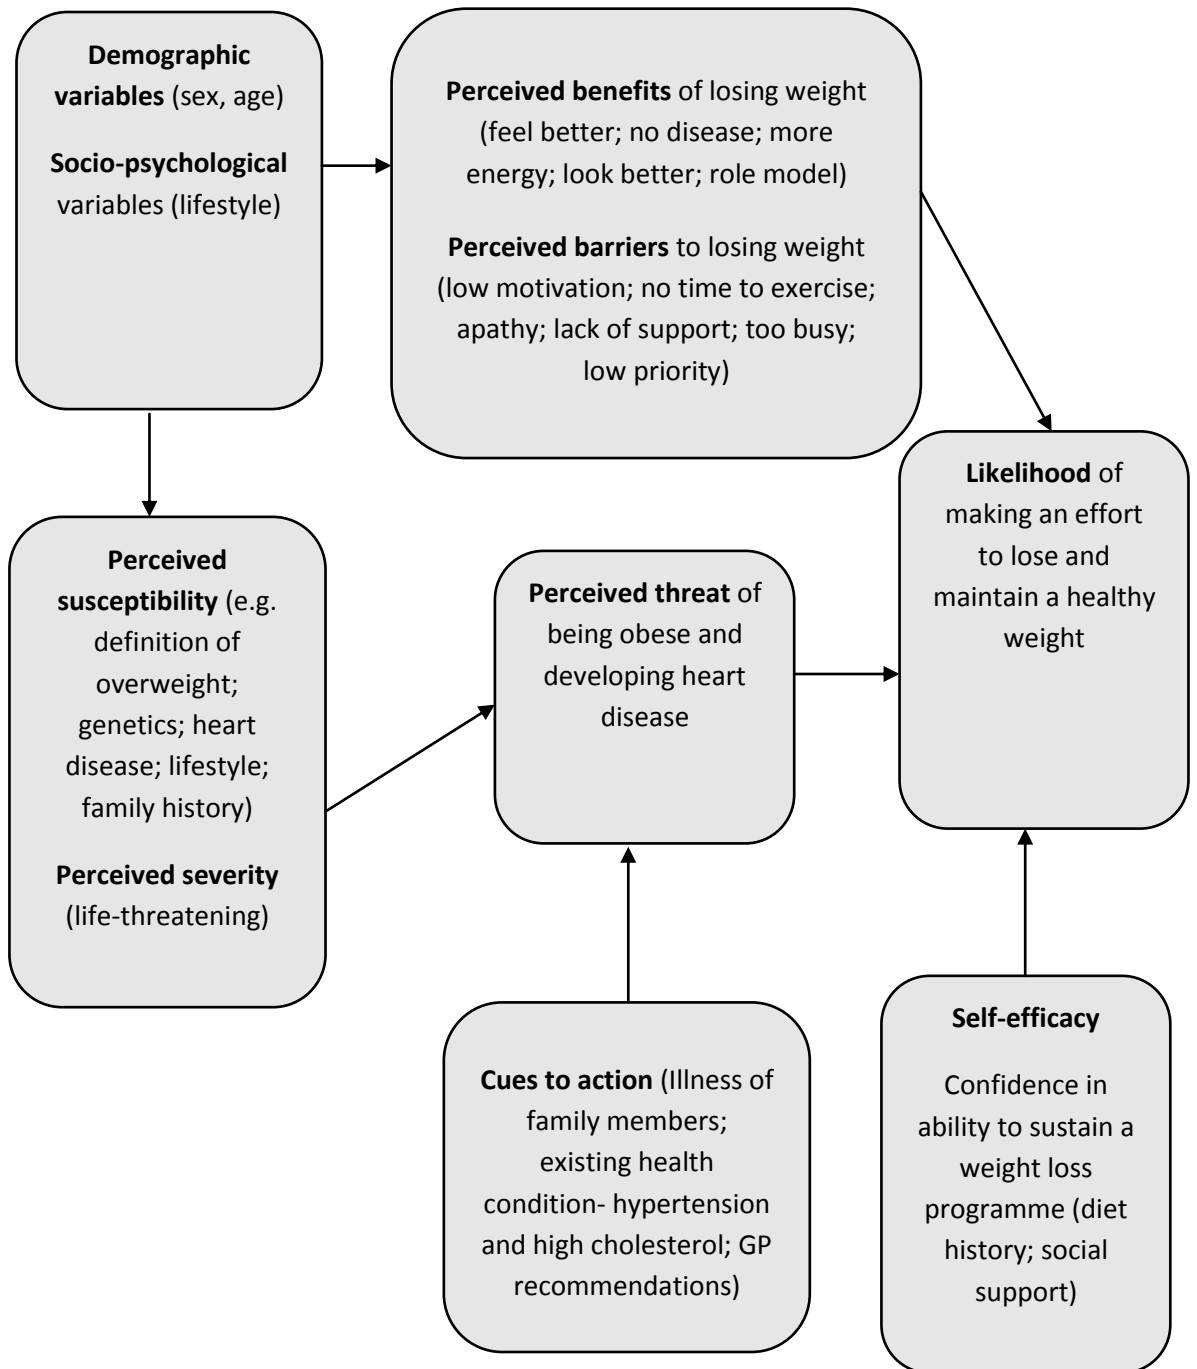 Demographic
variables (sex, age)
Socio-psychological
variables (lifestyle)
Perceived benefits of losing weight
(feel better; no disease; more
energy; look better; role model)
Perceived barriers to losing weight
(low motivation; no time to exercise;
apathy; lack of support; too busy;
low priority)
Likelihood of
making an effort
to lose and
maintain a healthy
weight
Perceived
susceptibility (e.g.
definition of
overweight;
genetics; heart
disease; lifestyle;
family history)
Perceived severity
(life-threatening)
Perceived threat of
being obese and
developing heart
disease
Cues to action (Illness of
family members;
existing health
condition- hypertension
and high cholesterol; GP
recommendations)
Self-efficacy
Confidence in
ability to sustain a
weight loss
programme (diet
history; social
support)